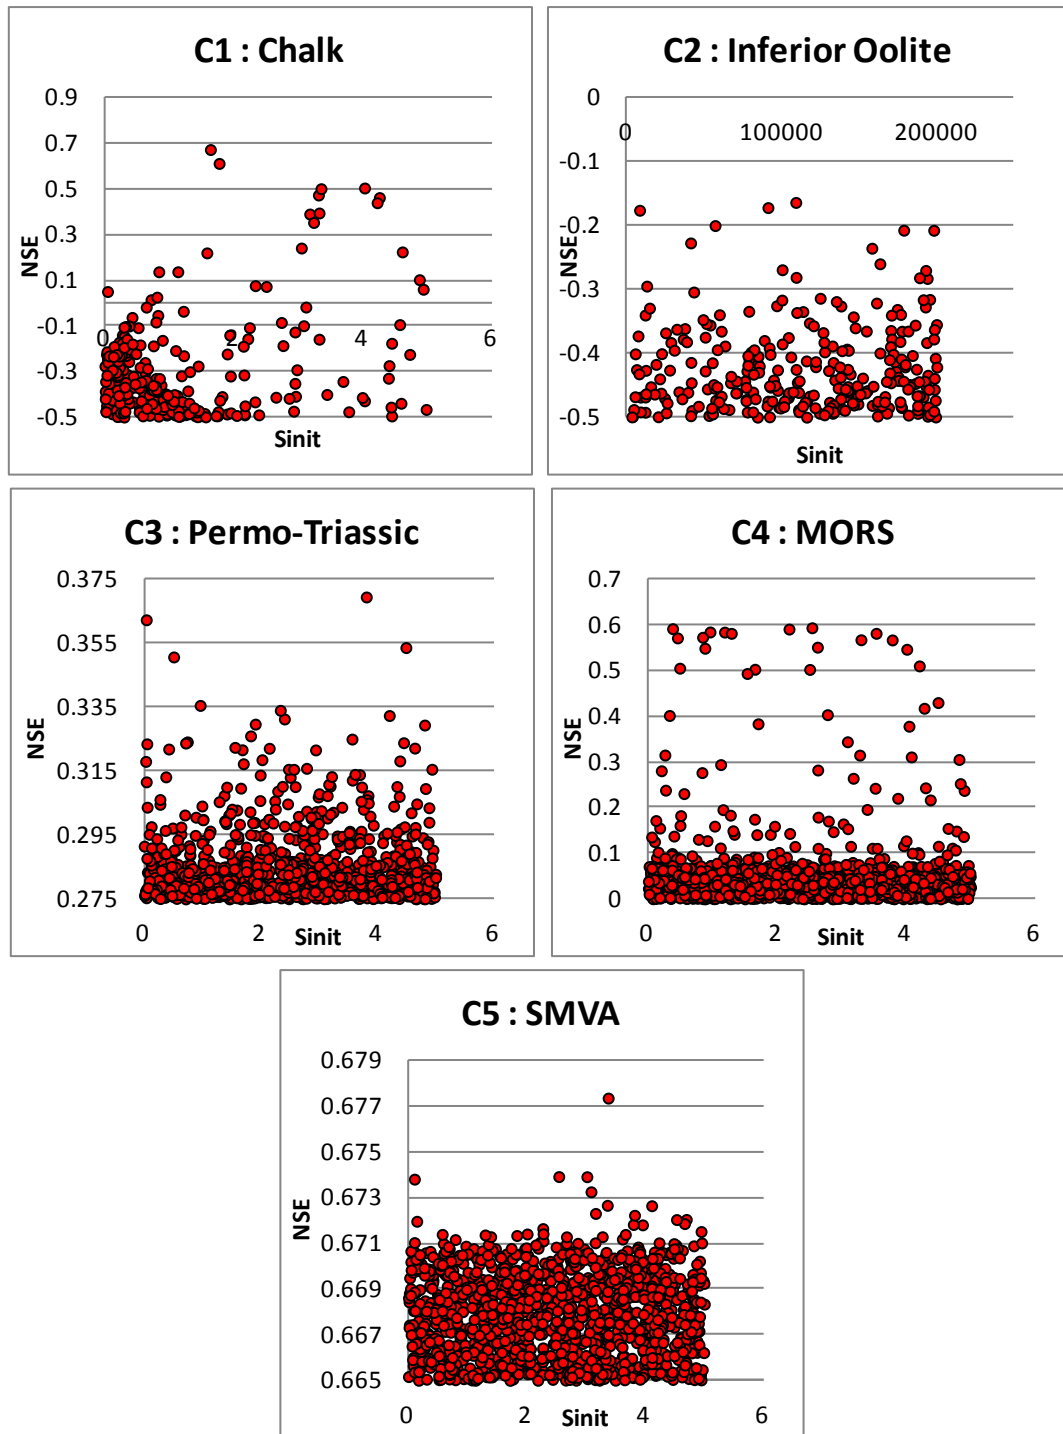 C1 : Chalk
0.9
0.7
0.5
0.3
0.1
-0.1
-0.3
-0.5
NSE
0 2 4 6
Sinit
C2 : Inferior Oolite
0
-0.1
-0.2
-0.3
-0.4
-0.5
NSE
0 100000 200000
Sinit
C3 : Permo-Triassic
0.375
0.355
0.335
0.315
0.295
0.275
NSE
0 2 4 6
Sinit
C4 : MORS
0.7
0.6
0.5
0.4
0.3
0.2
0.1
0
NSE
0 2 4 6
Sinit
C5 : SMVA
0.679
0.677
0.675
0.673
0.671
0.669
0.667
0.665
NSE
0 2 4 6
Sinit